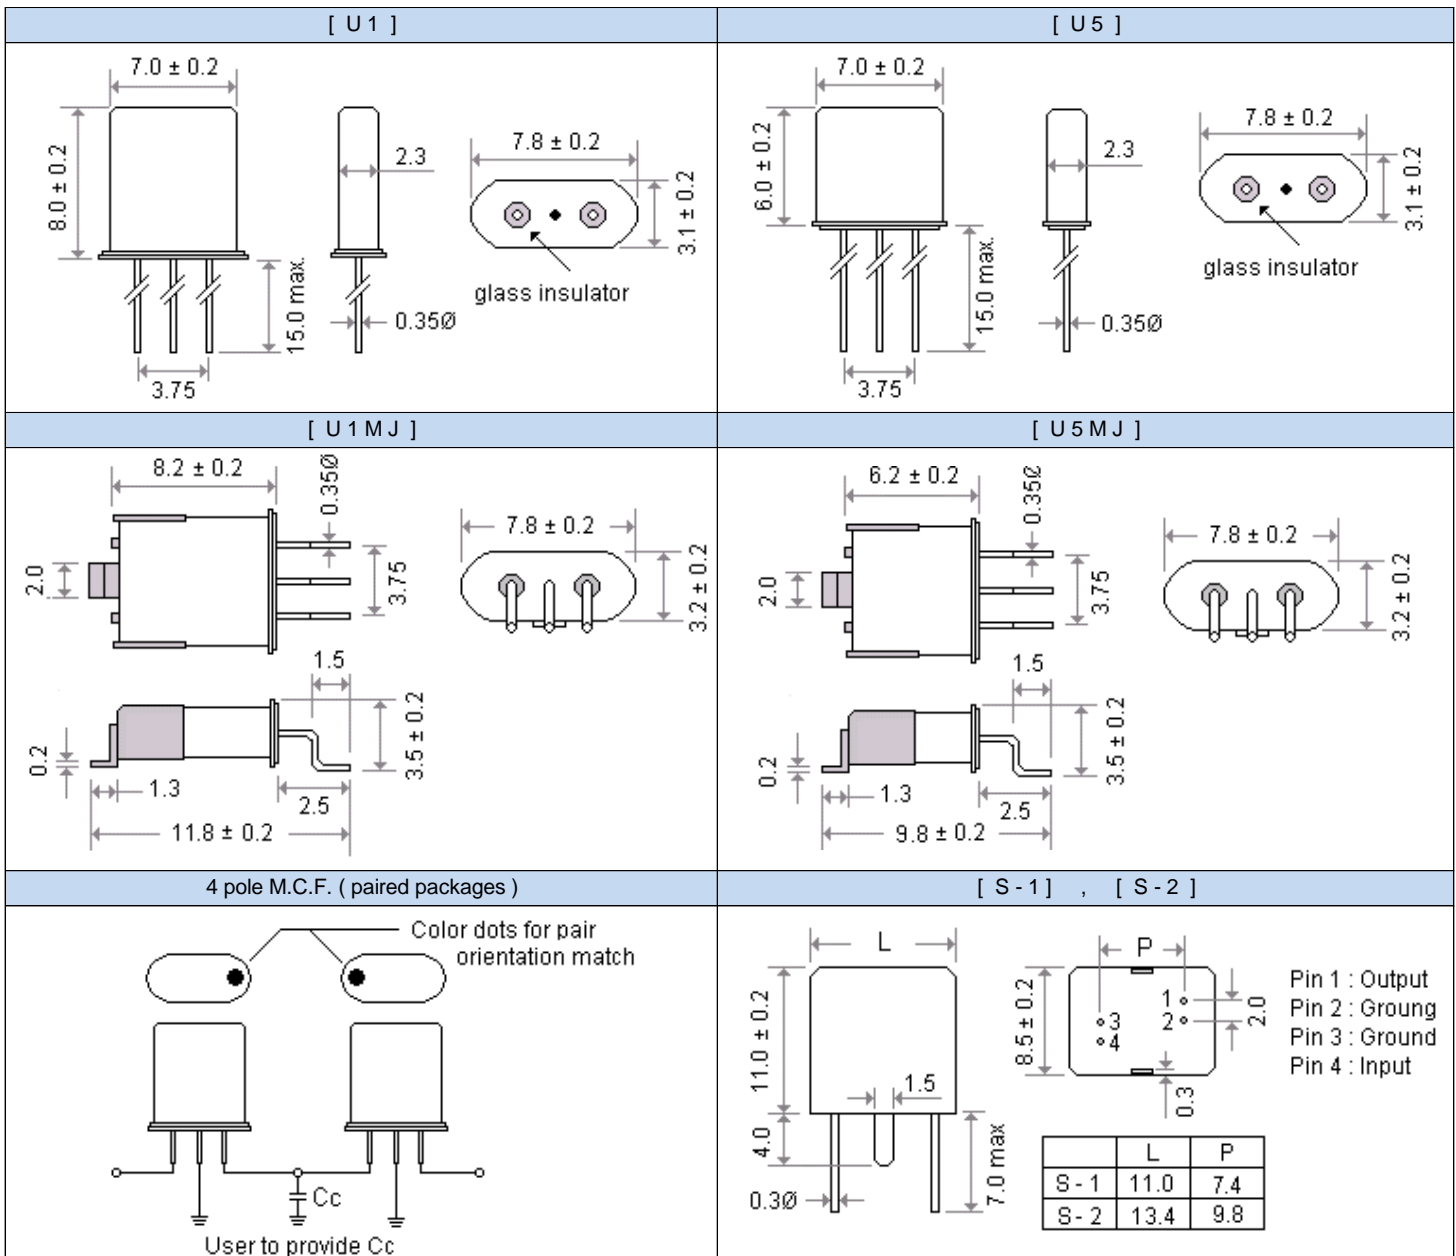 [ U 1 ]
7.0 ± 0.2
8.0 ± 0.2
2.3
7.8 ± 0.2
3.1 ± 0.2
glass insulator
15.0 max.
0.35Ø
3.75
[ U 5 ]
7.0 ± 0.2
6.0 ± 0.2
2.3
7.8 ± 0.2
3.1 ± 0.2
glass insulator
15.0 max.
0.35Ø
3.75
[ U 1 M J ]
8.2 ± 0.2
0.35Ø
2.0
3.75
7.8 ± 0.2
3.2 ± 0.2
1.5
3.5 ± 0.2
0.2
1.3
2.5
11.8 ± 0.2
[ U 5 M J ]
6.2 ± 0.2
0.35Ø
2.0
3.75
7.8 ± 0.2
3.2 ± 0.2
1.5
3.5 ± 0.2
0.2
1.3
2.5
9.8 ± 0.2
4 pole M.C.F. ( paired packages )
Color dots for pair
orientation match
Cc
User to provide Cc
[ S - 1 ] , [ S - 2 ]
L
11.0 ± 0.2
1.5
4.0
7.0 max
0.3Ø
P
8.5 ± 0.2
1
2
3
4
2.0
0.3
Pin 1 : Output
Pin 2 : Groung
Pin 3 : Ground
Pin 4 : Input
L P
S - 1 11.0 7.4
S - 2 13.4 9.8